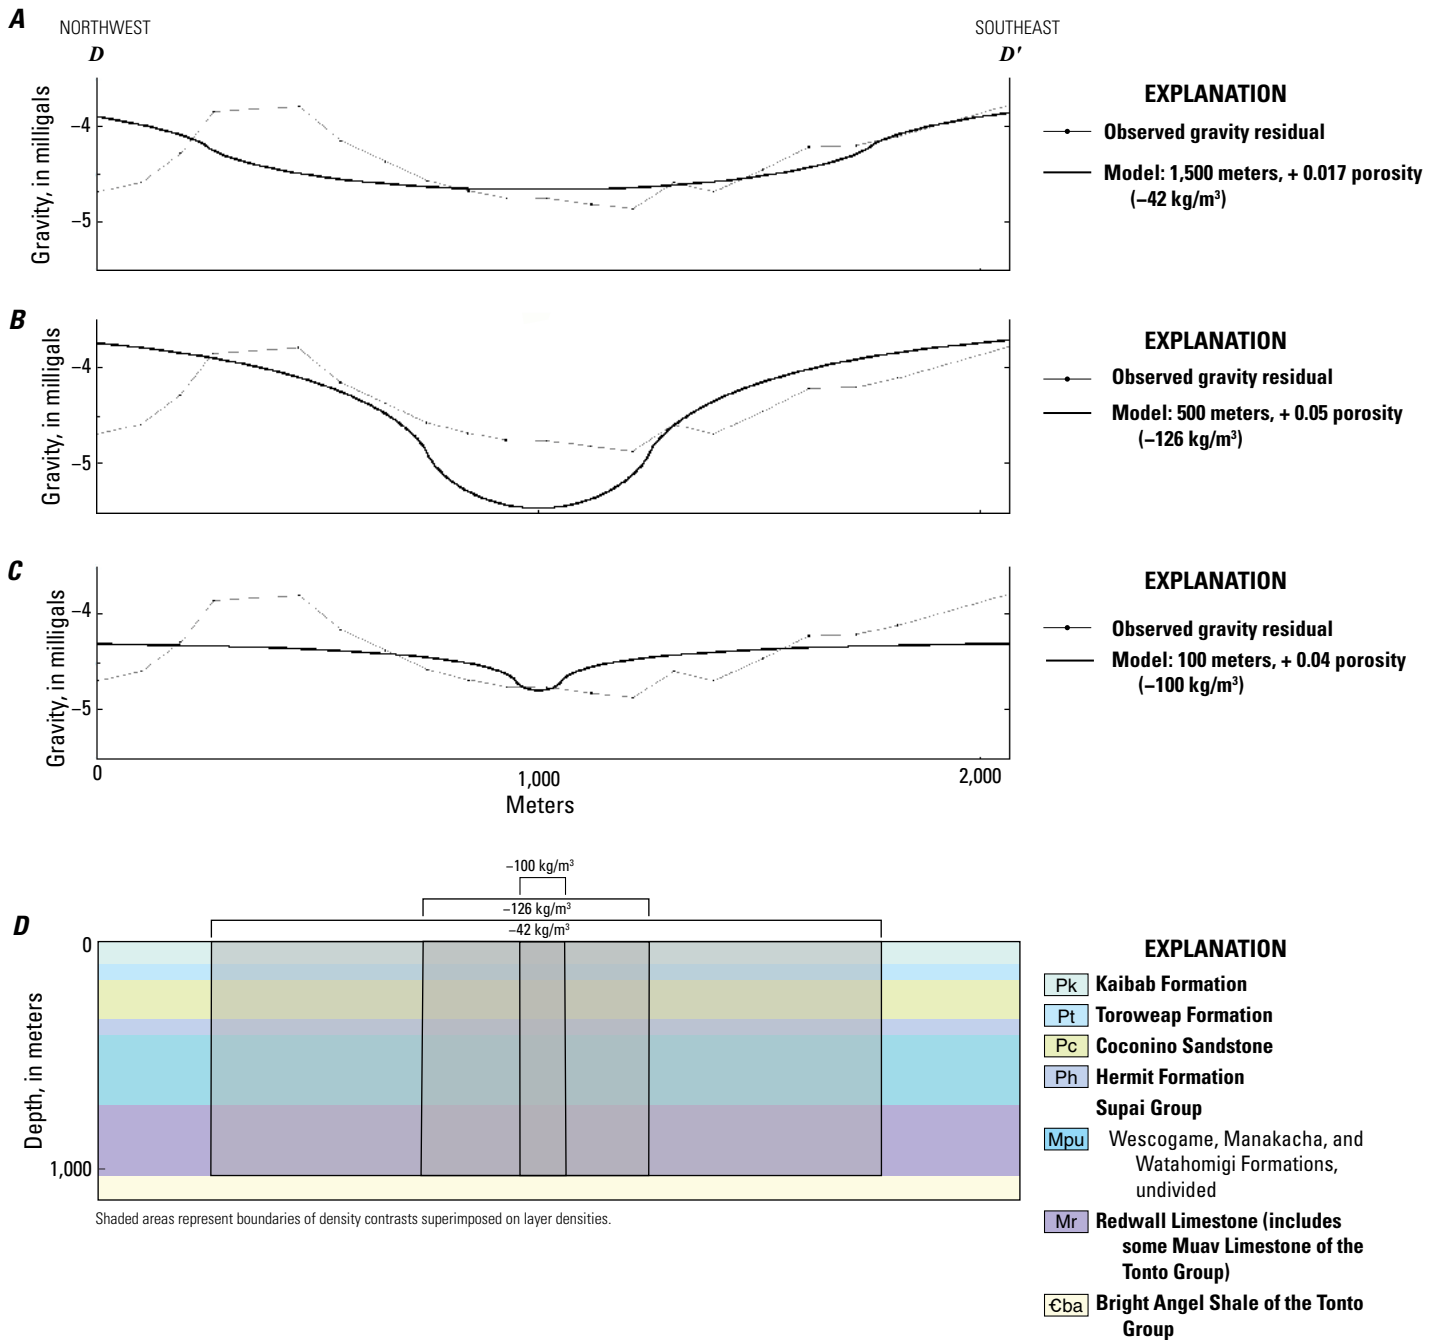 A
NORTHWEST
SOUTHEAST
D
D′
Gravity, in milligals
−4
−5
EXPLANATION
Observed gravity residual
Model: 1,500 meters, + 0.017 porosity
(−42 kg/m³)
B
Gravity, in milligals
−4
−5
EXPLANATION
Observed gravity residual
Model: 500 meters, + 0.05 porosity
(−126 kg/m³)
C
Gravity, in milligals
−4
−5
0
1,000
2,000
Meters
EXPLANATION
Observed gravity residual
Model: 100 meters, + 0.04 porosity
(−100 kg/m³)
D
−100 kg/m³
−126 kg/m³
−42 kg/m³
Depth, in meters
0
1,000
Shaded areas represent boundaries of density contrasts superimposed on layer densities.
EXPLANATION
Pk Kaibab Formation
Pt Toroweap Formation
Pc Coconino Sandstone
Ph Hermit Formation
Supai Group
Mpu Wescogame, Manakacha, and
Watahomigi Formations,
undivided
Mr Redwall Limestone (includes
some Muav Limestone of the
Tonto Group)
€ba Bright Angel Shale of the Tonto
Group